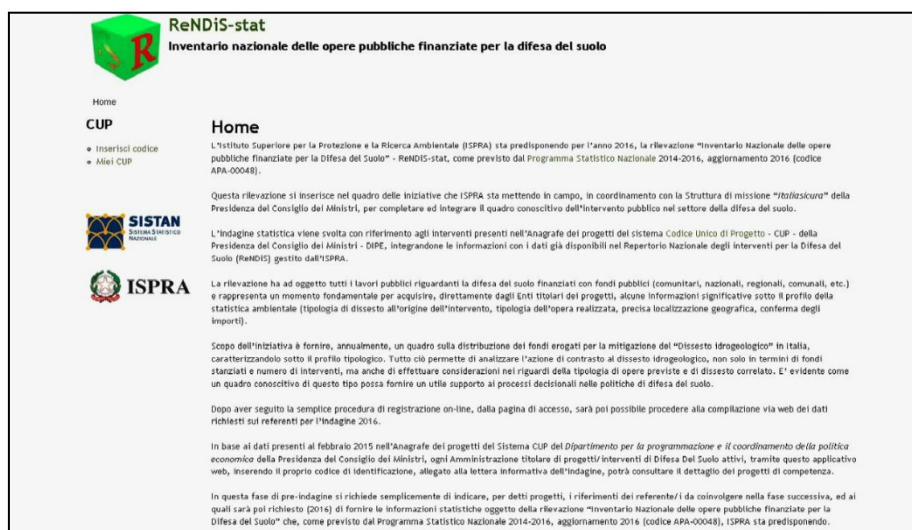 ReNDiS-stat
Inventario nazionale delle opere pubbliche finanziate per la difesa del suolo
Home
CUP
Inserisci codice
Miei CUP
SISTAN
SISTEMA STATISTICO
NAZIONALE
ISPRA
Home
L'Istituto Superiore per la Protezione e la Ricerca Ambientale (ISPRA) sta predisponendo per l'anno 2016, la rilevazione "Inventario Nazionale delle opere
pubbliche finanziate per la Difesa del Suolo" - ReNDiS-stat, come previsto dal Programma Statistico Nazionale 2014-2016, aggiornamento 2016 (codice
APA-00048).
Questa rilevazione si inserisce nel quadro delle iniziative che ISPRA sta mettendo in campo, in coordinamento con la Struttura di missione "Italiasicura" della
Presidenza del Consiglio dei Ministri, per completare ed integrare il quadro conoscitivo dell'intervento pubblico nel settore della difesa del suolo.
L'indagine statistica viene svolta con riferimento agli interventi presenti nell'Anagrafe dei progetti del sistema Codice Unico di Progetto - CUP - della
Presidenza del Consiglio dei Ministri - DIPE, integrandone le informazioni con i dati già disponibili nel Repertorio Nazionale degli interventi per la Difesa del
Suolo (ReNDiS) gestito dall'ISPRA.
La rilevazione ha ad oggetto tutti i lavori pubblici riguardanti la difesa del suolo finanziati con fondi pubblici (comunitari, nazionali, regionali, comunali, etc.)
e rappresenta un momento fondamentale per acquisire, direttamente dagli Enti titolari dei progetti, alcune informazioni significative sotto il profilo della
statistica ambientale (tipologia di dissesto all'origine dell'intervento, tipologia dell'opera realizzata, precisa localizzazione geografica, conferma degli
importi).
Scopo dell'iniziativa è fornire, annualmente, un quadro sulla distribuzione dei fondi erogati per la mitigazione del "Dissesto idrogeologico" in Italia,
caratterizzandolo sotto il profilo tipologico. Tutto ciò permette di analizzare l'azione di contrasto al dissesto idrogeologico, non solo in termini di fondi
stanziati e numero di interventi, ma anche di effettuare considerazioni nei riguardi della tipologia di opere previste e di dissesto correlato. E' evidente come
un quadro conoscitivo di questo tipo possa fornire un utile supporto ai processi decisionali nelle politiche di difesa del suolo.
Dopo aver seguito la semplice procedura di registrazione on-line, dalla pagina di accesso, sarà poi possibile procedere alla compilazione via web dei dati
richiesti sui referenti per l'indagine 2016.
In base ai dati presenti al febbraio 2015 nell'Anagrafe dei progetti del Sistema CUP del Dipartimento per la programmazione e il coordinamento della politica
economica della Presidenza del Consiglio dei Ministri, ogni Amministrazione titolare di progetti/interventi di Difesa Del Suolo attivi, tramite questo applicativo
web, inserendo il proprio codice di identificazione, allegato alla lettera informativa dell'indagine, potrà consultare il dettaglio dei progetti di competenza.
In questa fase di pre-indagine si richiede semplicemente di indicare, per detti progetti, i riferimenti dei referente/i da coinvolgere nella fase successiva, ed ai
quali sarà poi richiesto (2016) di fornire le informazioni statistiche oggetto della rilevazione "Inventario Nazionale delle opere pubbliche finanziate per la
Difesa del Suolo" che, come previsto dal Programma Statistico Nazionale 2014-2016, aggiornamento 2016 (codice APA-00048), ISPRA sta predisponendo.